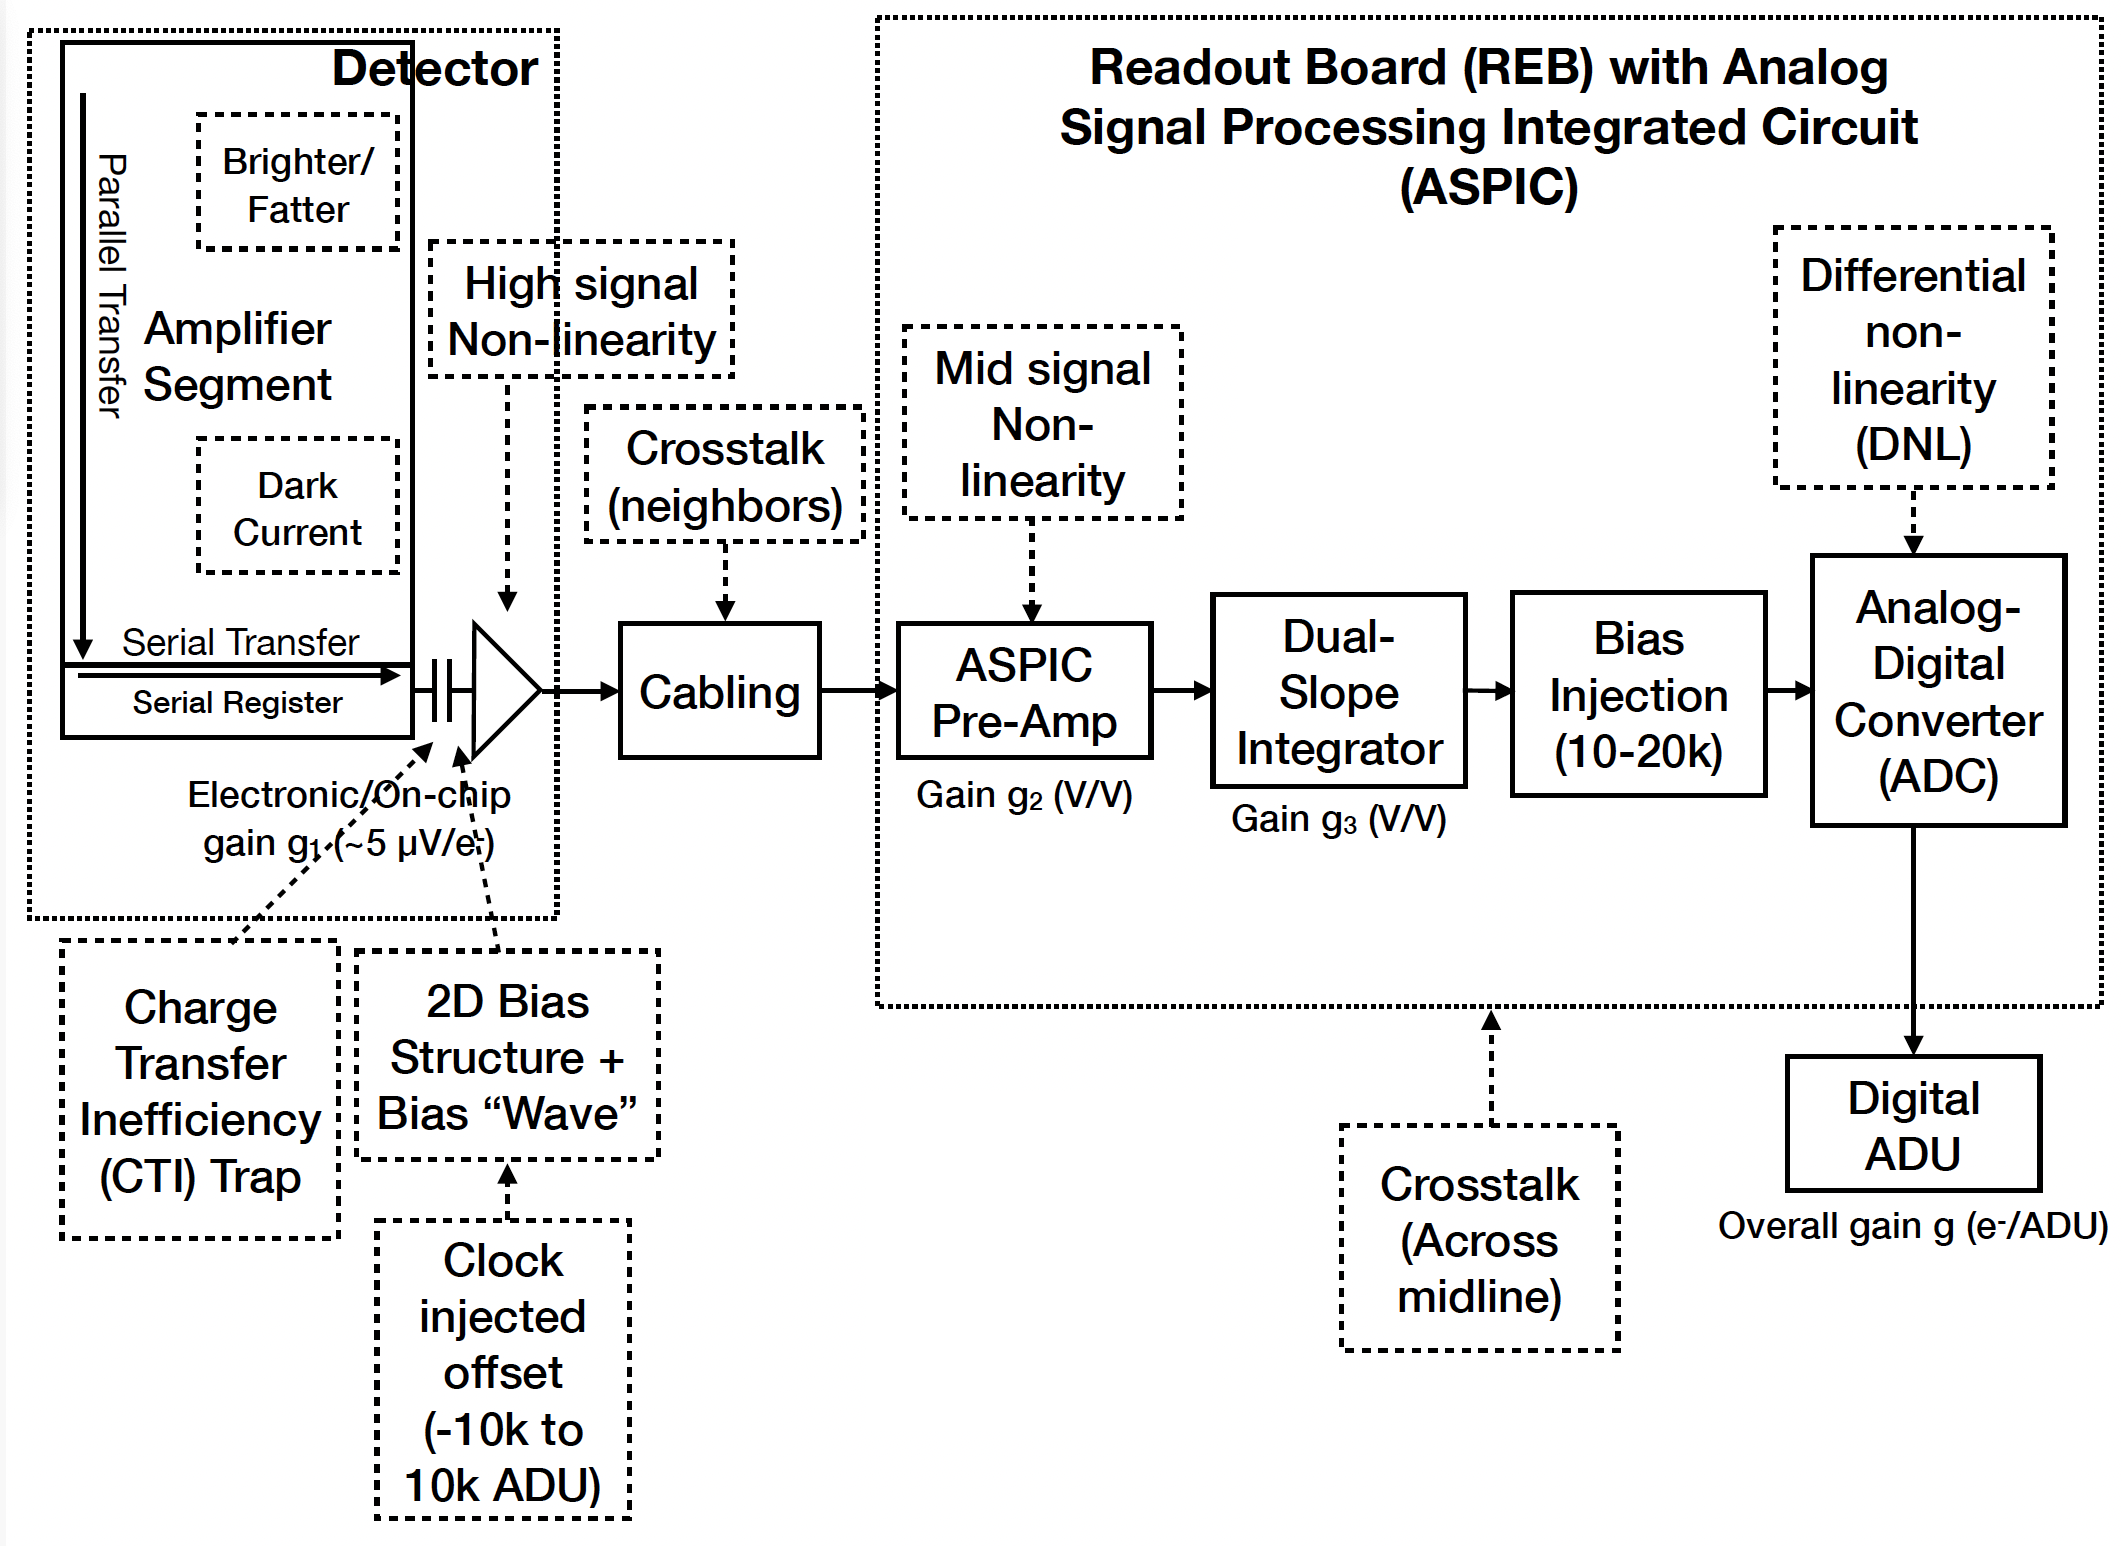 Detector
Parallel Transfer
Brighter/
Fatter
Amplifier
Segment
Dark
Current
Serial Transfer
Serial Register
Electronic/On-chip
gain g₁ (~5 µV/e⁻)
High signal
Non-linearity
Crosstalk
(neighbors)
Cabling
Charge
Transfer
Inefficiency
(CTI) Trap
2D Bias
Structure +
Bias “Wave”
Clock
injected
offset
(-10k to
10k ADU)
Readout Board (REB) with Analog
Signal Processing Integrated Circuit
(ASPIC)
Mid signal
Non-
linearity
ASPIC
Pre-Amp
Gain g₂ (V/V)
Dual-
Slope
Integrator
Gain g₃ (V/V)
Bias
Injection
(10-20k)
Differential
non-
linearity
(DNL)
Analog-
Digital
Converter
(ADC)
Crosstalk
(Across
midline)
Digital
ADU
Overall gain g (e⁻/ADU)